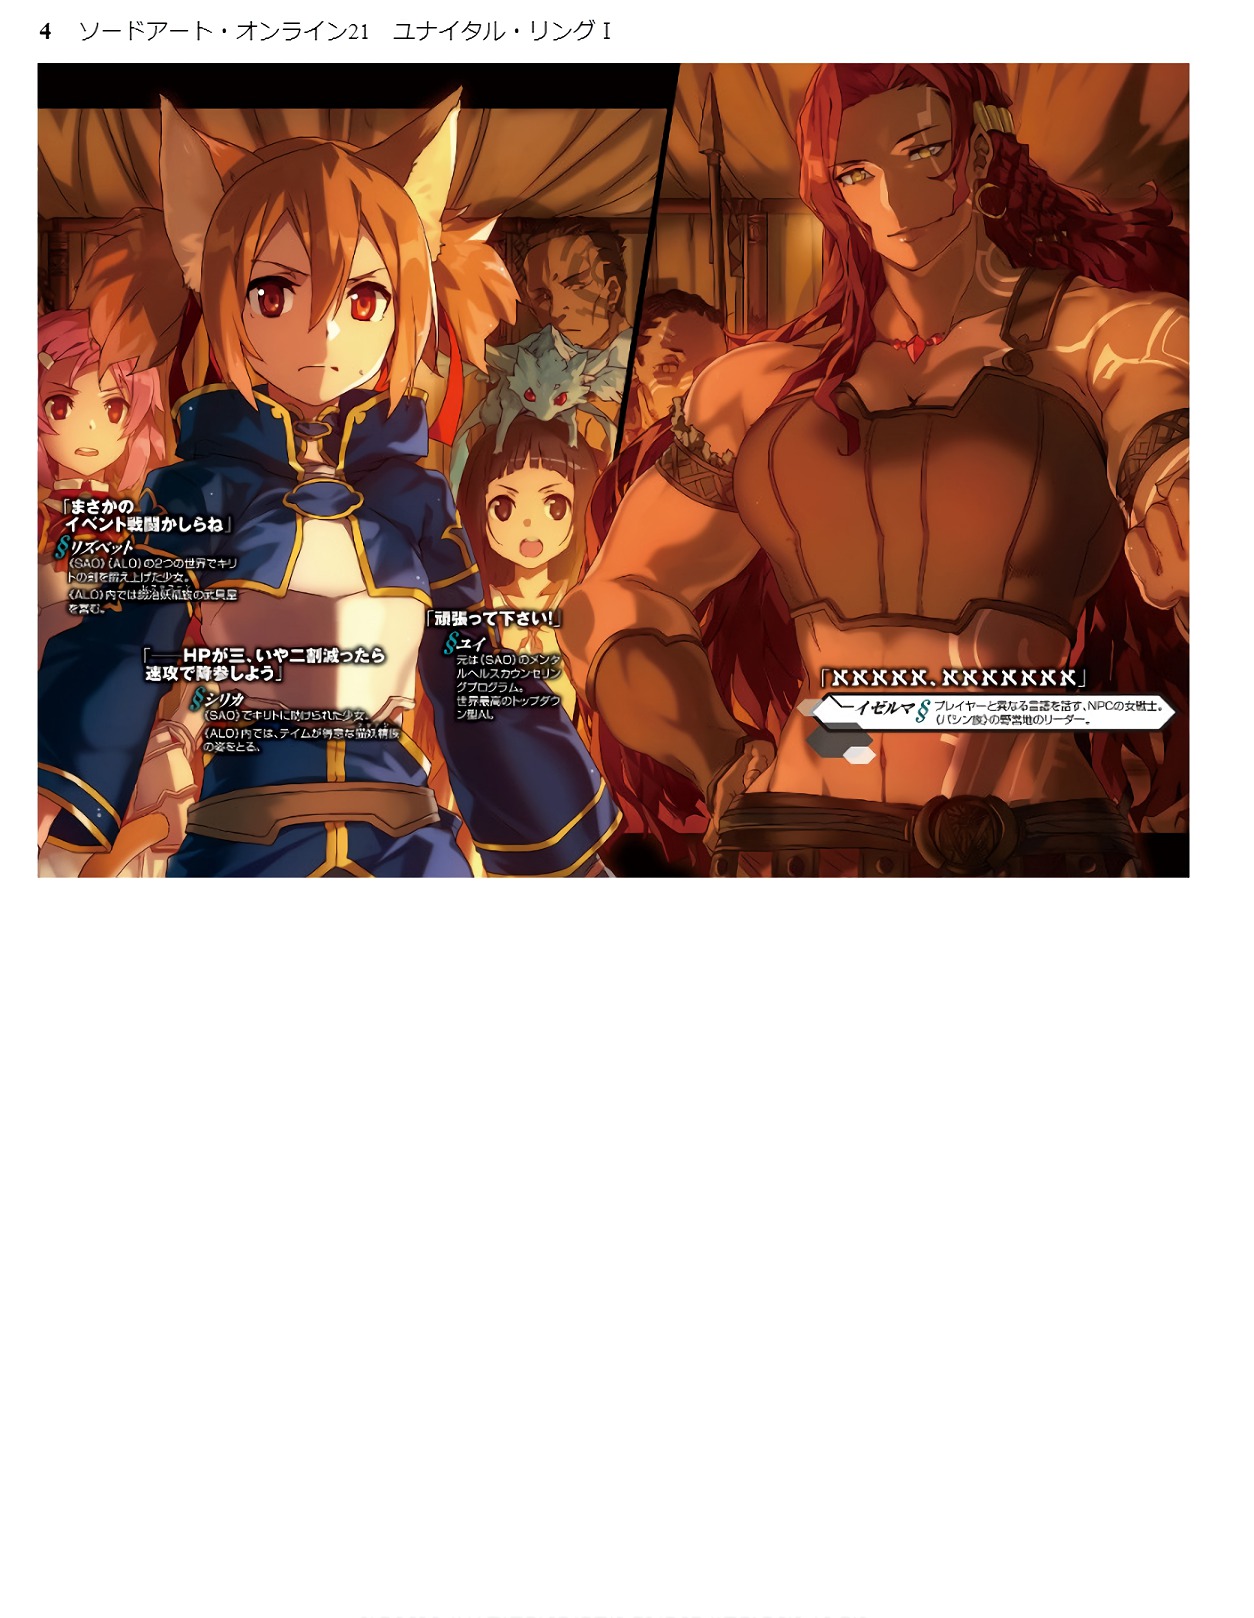 4 ソードアート・オンライン21 ユナイタル・リングⅠ
「まさかの
イベント戦闘かしらね」
§リズベット
《SAO》《ALO》の2つの世界でキリ
トの剣を鍛え上げた少女。
《ALO》内では鍛冶妖精族の武具屋
を営む。
「──HPが三、いや二割減ったら
速攻で降参しよう」
§シリカ
《SAO》でキリトに助けられた少女。
《ALO》内では、テイムが得意な猫妖精族
の姿をとる。
「頑張って下さい！」
§ユイ
元は《SAO》のメンタ
ルヘルスカウンセリン
グプログラム。
世界最高のトップダウ
ン型AI。
「ℵℵℵℵℵ、ℵℵℵℵℵℵℵ」
イゼルマ§
プレイヤーと異なる言語を話す、NPCの女戦士。
《バシン族》の野営地のリーダー。